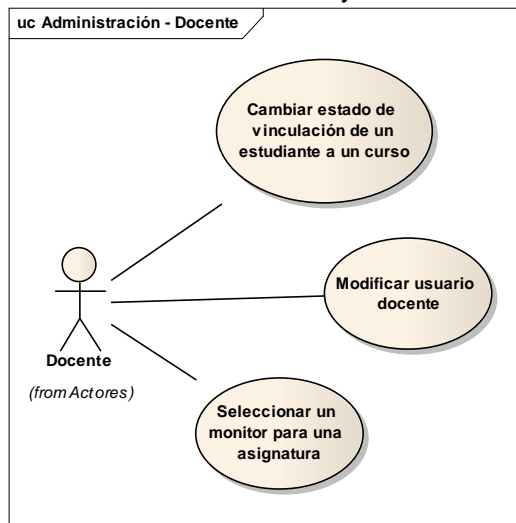 uc Administración - Docente
Cambiar estado de
vinculación de un
estudiante a un curso
Modificar usuario
docente
Docente
(from Actores)
Seleccionar un
monitor para una
asignatura